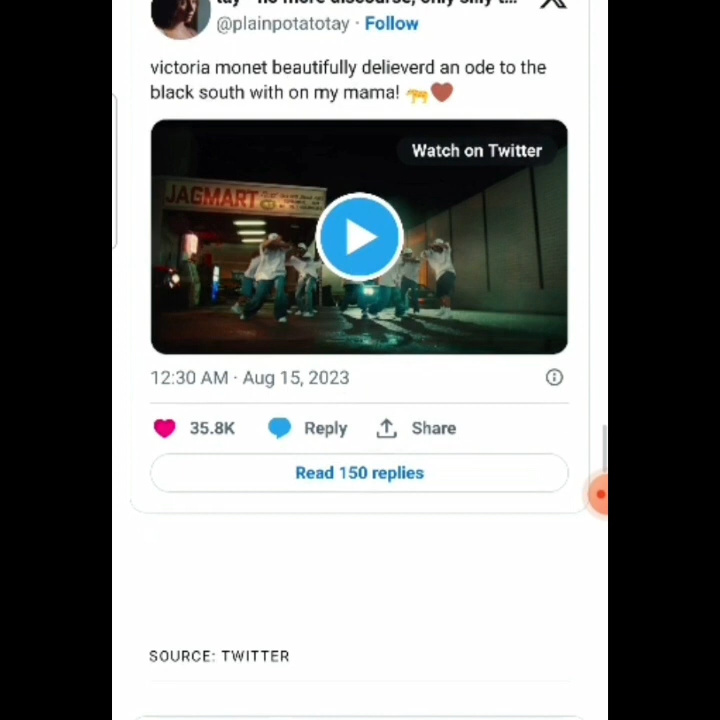 @plainpotatotay · Follow
victoria monet beautifully delieverd an ode to the
black south with on my mama! 🐆🤎
Watch on Twitter
JAGMART
12:30 AM · Aug 15, 2023
35.8K Reply Share
Read 150 replies
SOURCE: TWITTER